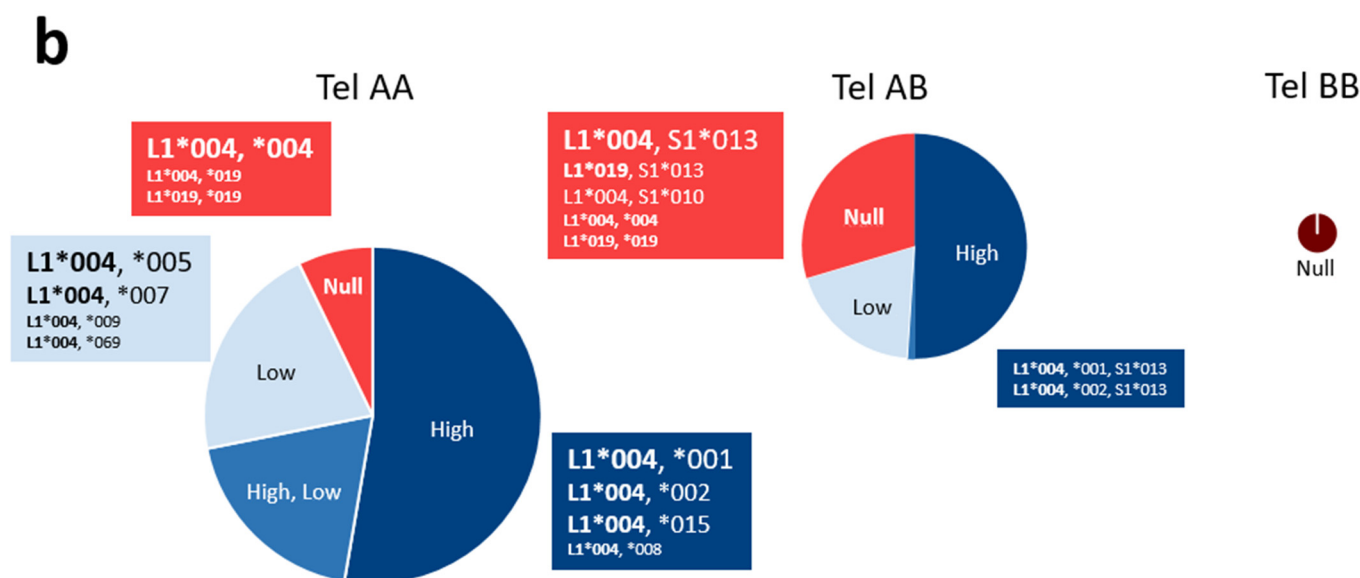 b
Tel AA
Tel AB
Tel BB
L1*004, *004
L1*004, *019
L1*019, *019
L1*004, *005
L1*004, *007
L1*004, *009
L1*004, *069
Null
Low
High
High, Low
L1*004, *001
L1*004, *002
L1*004, *015
L1*004, *008
L1*004, S1*013
L1*019, S1*013
L1*004, S1*010
L1*004, *004
L1*019, *019
Null
High
Low
L1*004, *001, S1*013
L1*004, *002, S1*013
Null